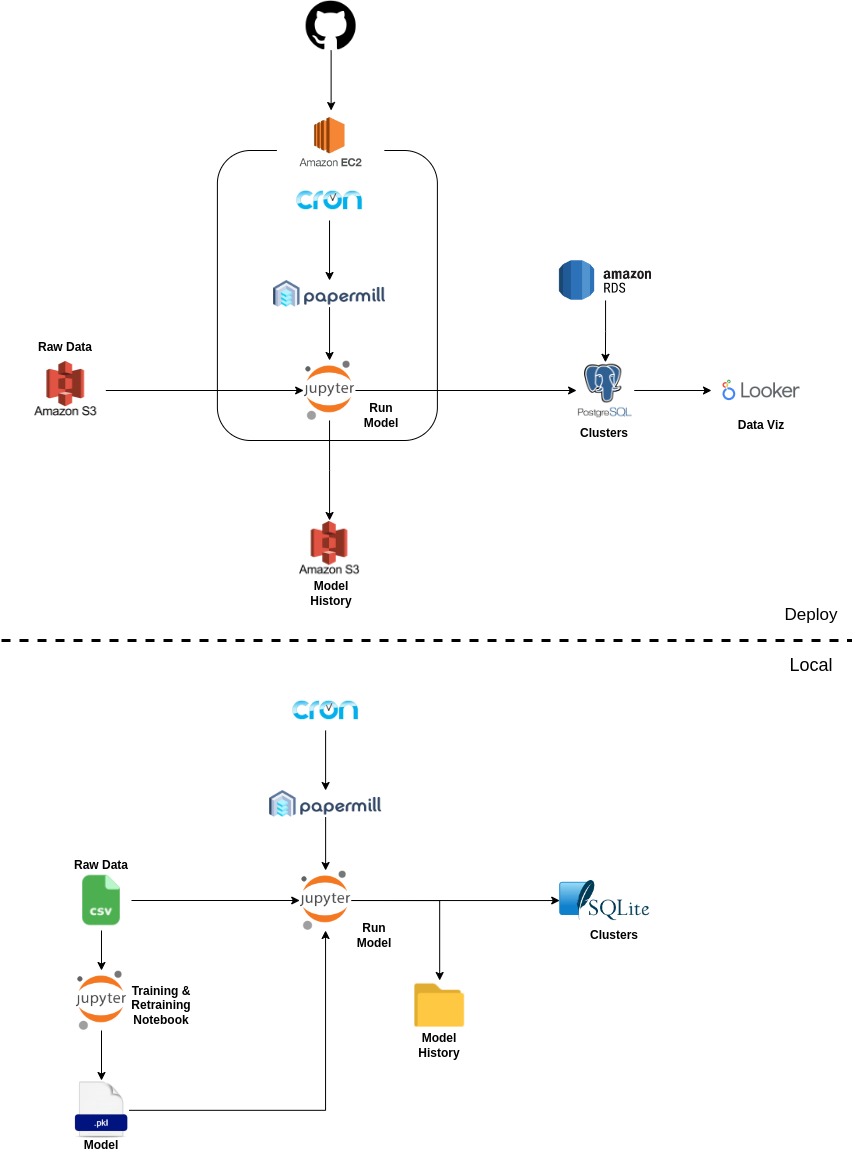 Amazon EC2
cron
papermill
amazon
RDS
Raw Data
Amazon S3
jupyter
Run
Model
PostgreSQL
Clusters
Looker
Data Viz
Amazon S3
Model
History
Deploy
Local
cron
papermill
Raw Data
csv
jupyter
Run
Model
SQLite
Clusters
jupyter
Training &
Retraining
Notebook
Model
History
.pkl
Model